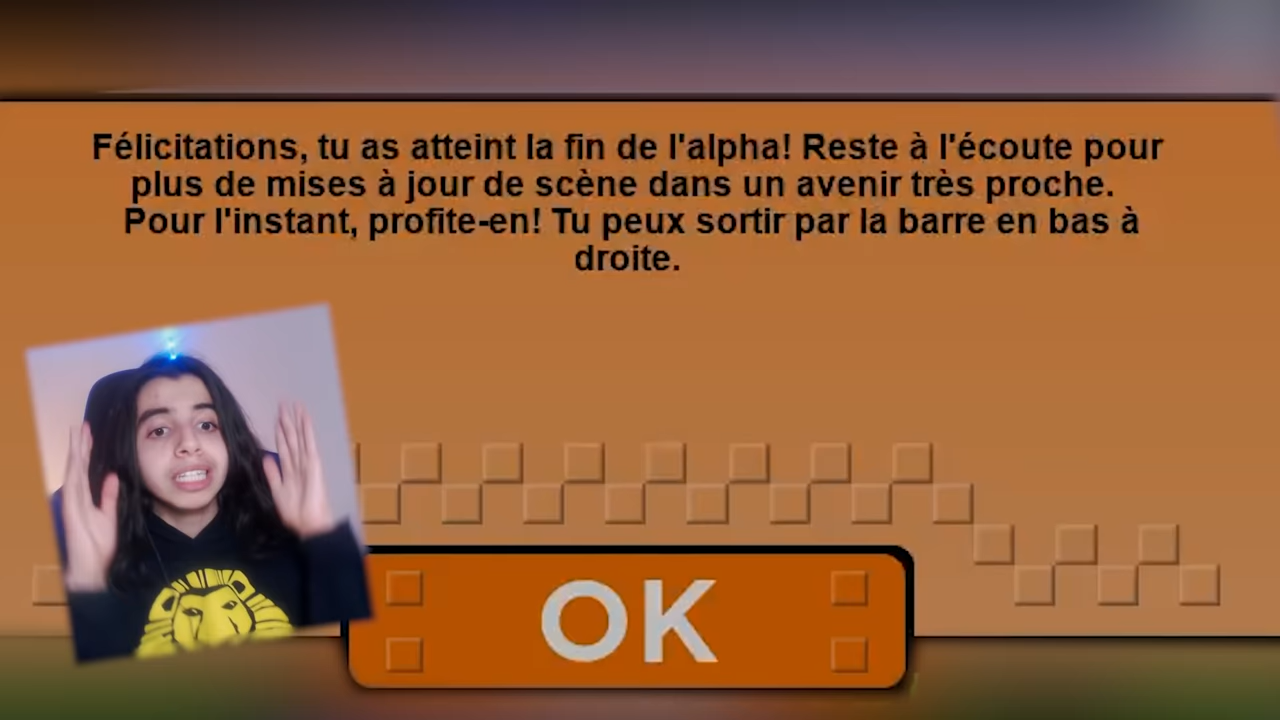 Félicitations, tu as atteint la fin de l'alpha! Reste à l'écoute pour
plus de mises à jour de scène dans un avenir très proche.
Pour l'instant, profite-en! Tu peux sortir par la barre en bas à
droite.
OK